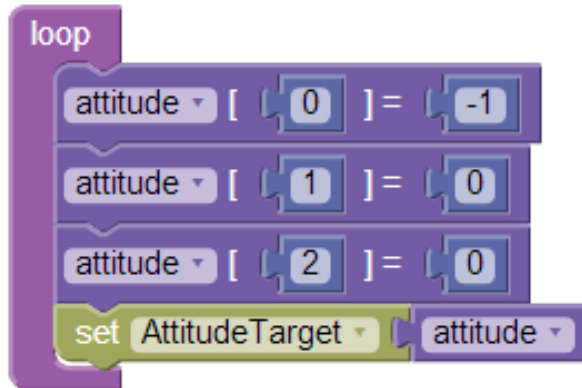 loop
attitude [ 0 ]= -1
attitude [ 1 ]= 0
attitude [ 2 ]= 0
set AttitudeTarget attitude